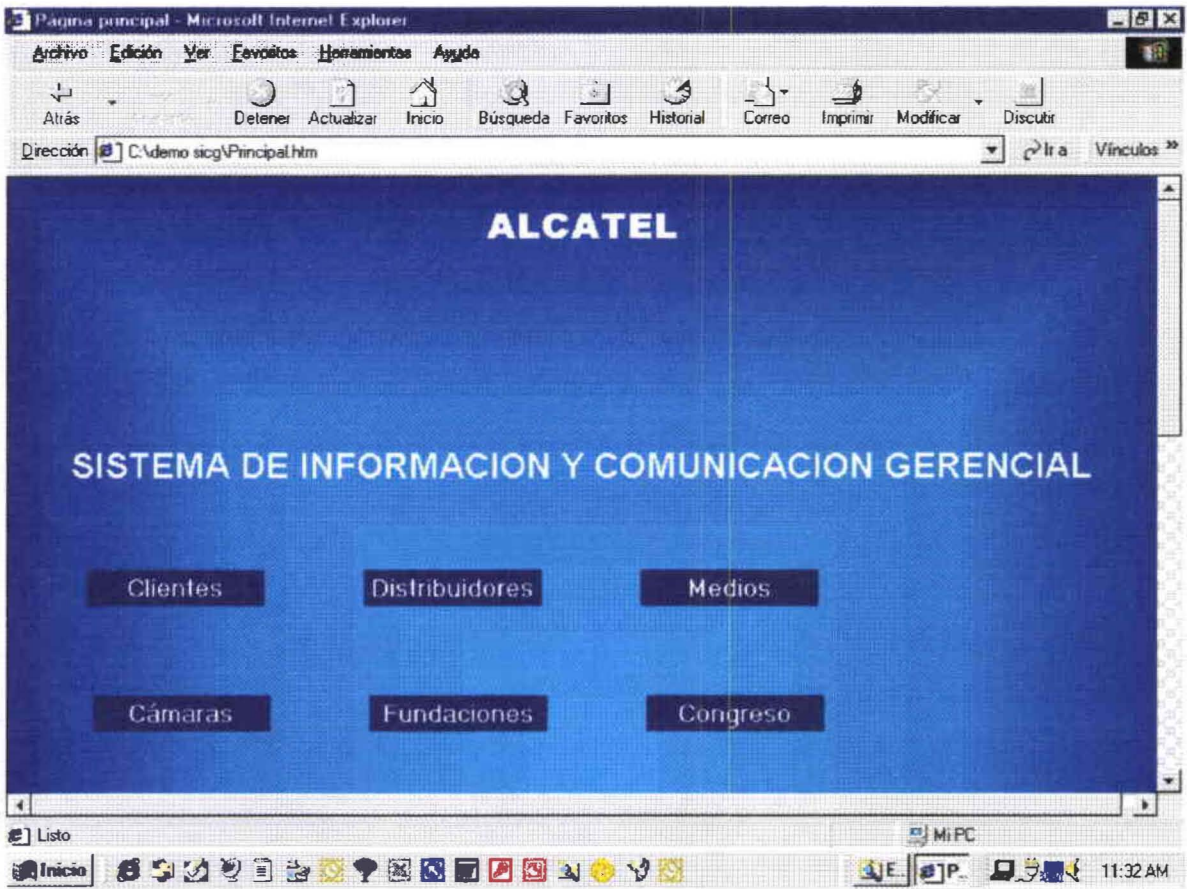 Página principal - Microsoft Internet Explorer
Archivo Edición Ver Favoritos Herramientas Ayuda
Atrás Detener Actualizar Inicio Búsqueda Favoritos Historial Correo Imprimir Modificar Discutir
Dirección C:\demo sicg\Principal.htm Ir a Vínculos »
ALCATEL
SISTEMA DE INFORMACION Y COMUNICACION GERENCIAL
Clientes Distribuidores Medios
Cámaras Fundaciones Congreso
Listo Mi PC
Inicio E... P... 11:32 AM